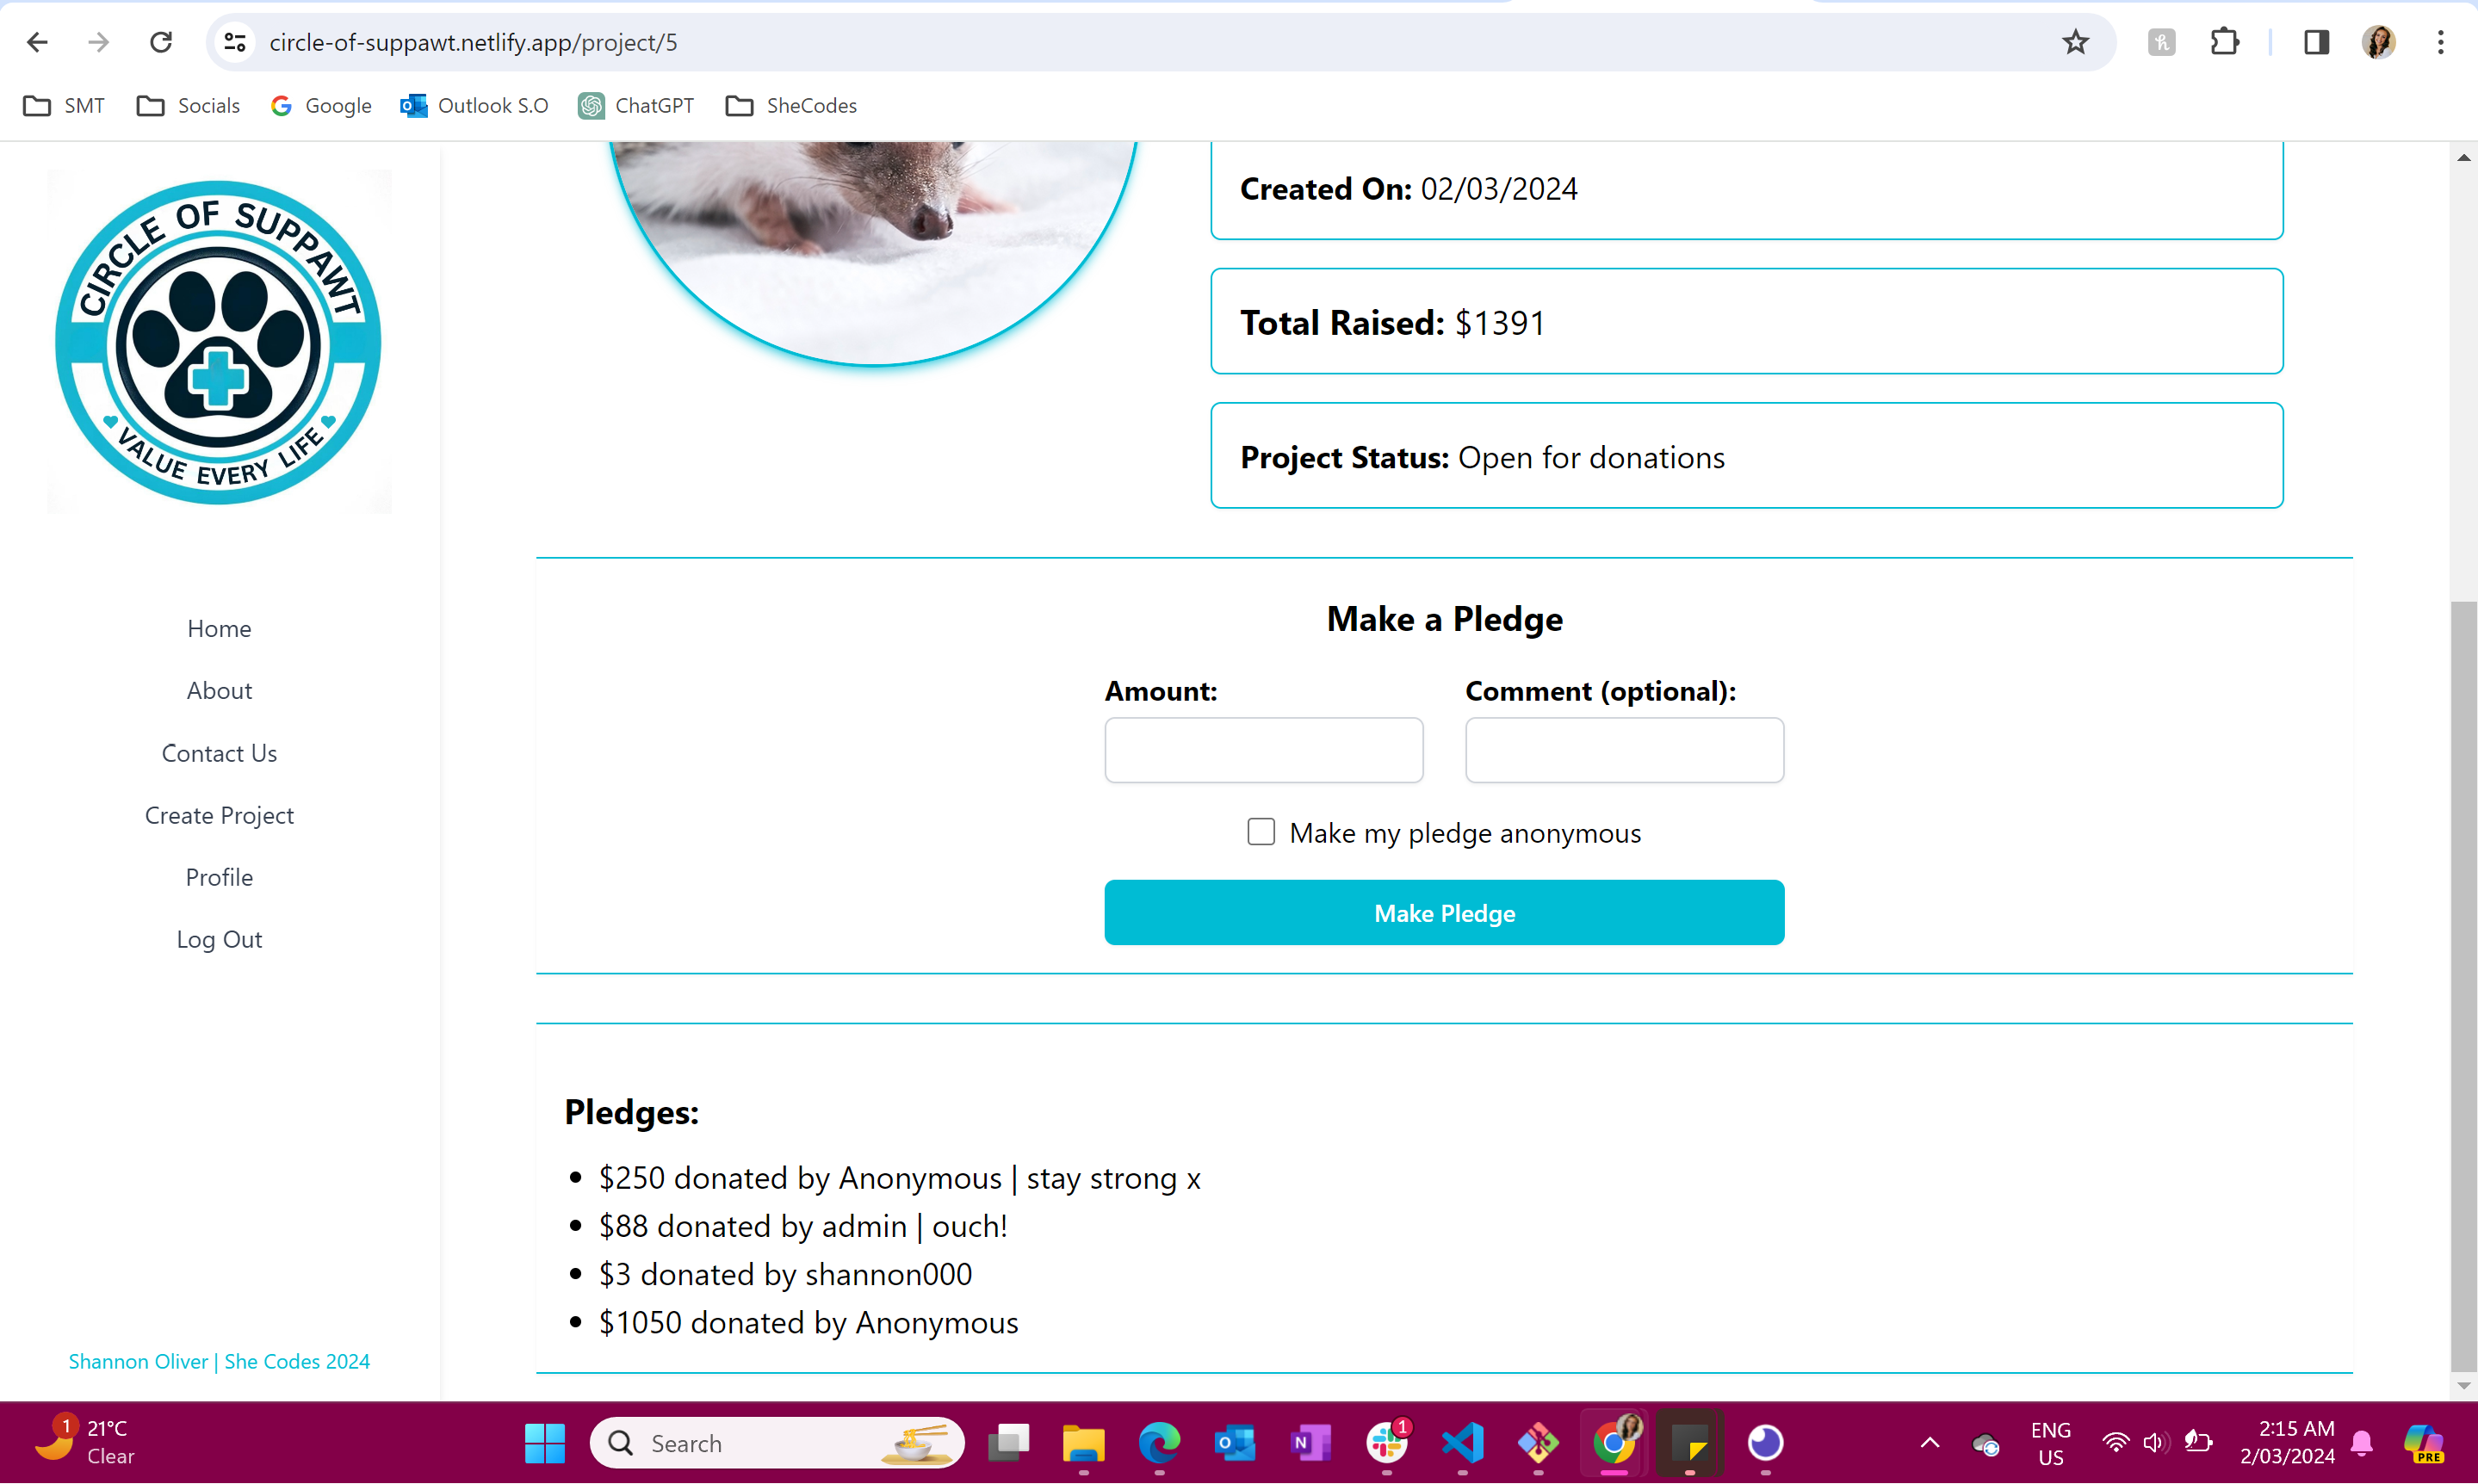 circle-of-suppawt.netlify.app/project/5
SMT
Socials
Google
Outlook S.O
ChatGPT
SheCodes
CIRCLE OF SUPPAWT
VALUE EVERY LIFE
Home
About
Contact Us
Create Project
Profile
Log Out
Shannon Oliver | She Codes 2024
Created On: 02/03/2024
Total Raised: $1391
Project Status: Open for donations
Make a Pledge
Amount:
Comment (optional):
Make my pledge anonymous
Make Pledge
Pledges:
$250 donated by Anonymous | stay strong x
$88 donated by admin | ouch!
$3 donated by shannon000
$1050 donated by Anonymous
1
21°C
Clear
Search
1
ENG
US
2:15 AM
2/03/2024
PRE